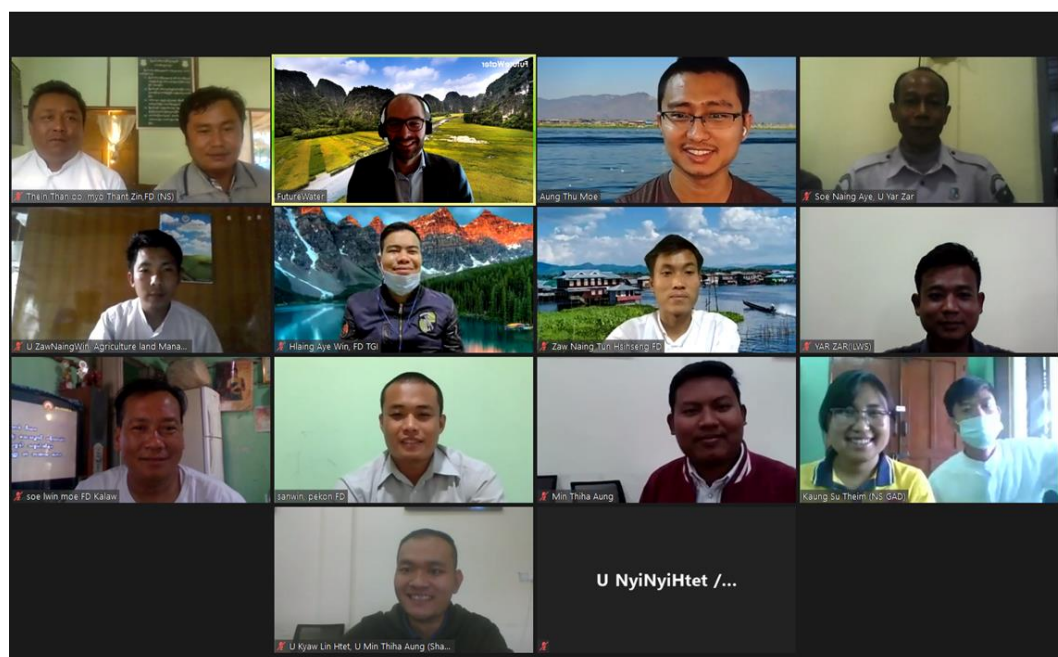 FutureWater
Thein Than oo, myo Thant Zin FD (NS)
FutureWater
Aung Thu Moe
Soe Naing Aye, U Yar Zar
U ZawNaingWin, Agriculture land Mana...
Hlaing Aye Win, FD TGI
Zaw Naing Tun Hsihseng FD
YAR ZAR(ILWS)
soe lwin moe FD Kalaw
sanwin, pekon FD
Min Thiha Aung
Kaung Su Theim (NS GAD)
U Kyaw Lin Htet, U Min Thiha Aung (Sha...
U NyiNyiHtet /...